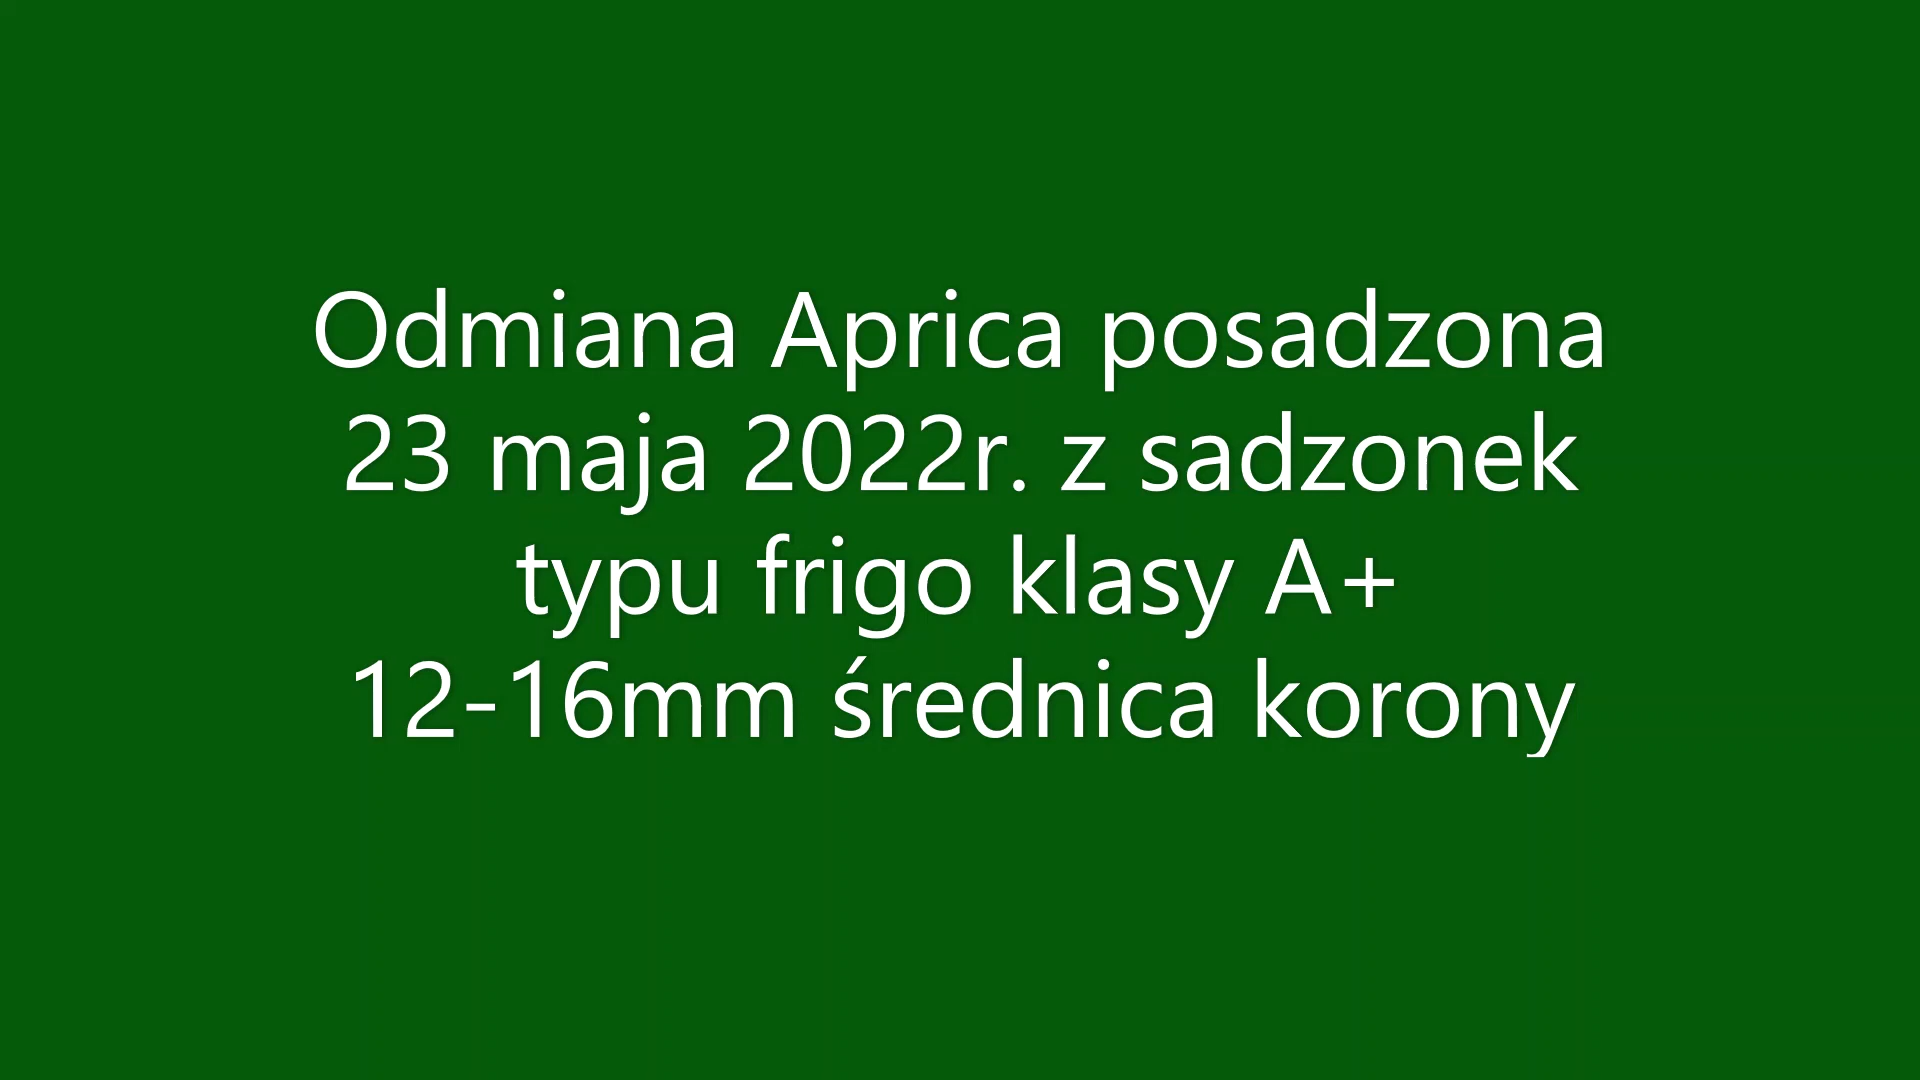 Odmiana Aprica posadzona
23 maja 2022r. z sadzonek
typu frigo klasy A+
12-16mm średnica korony